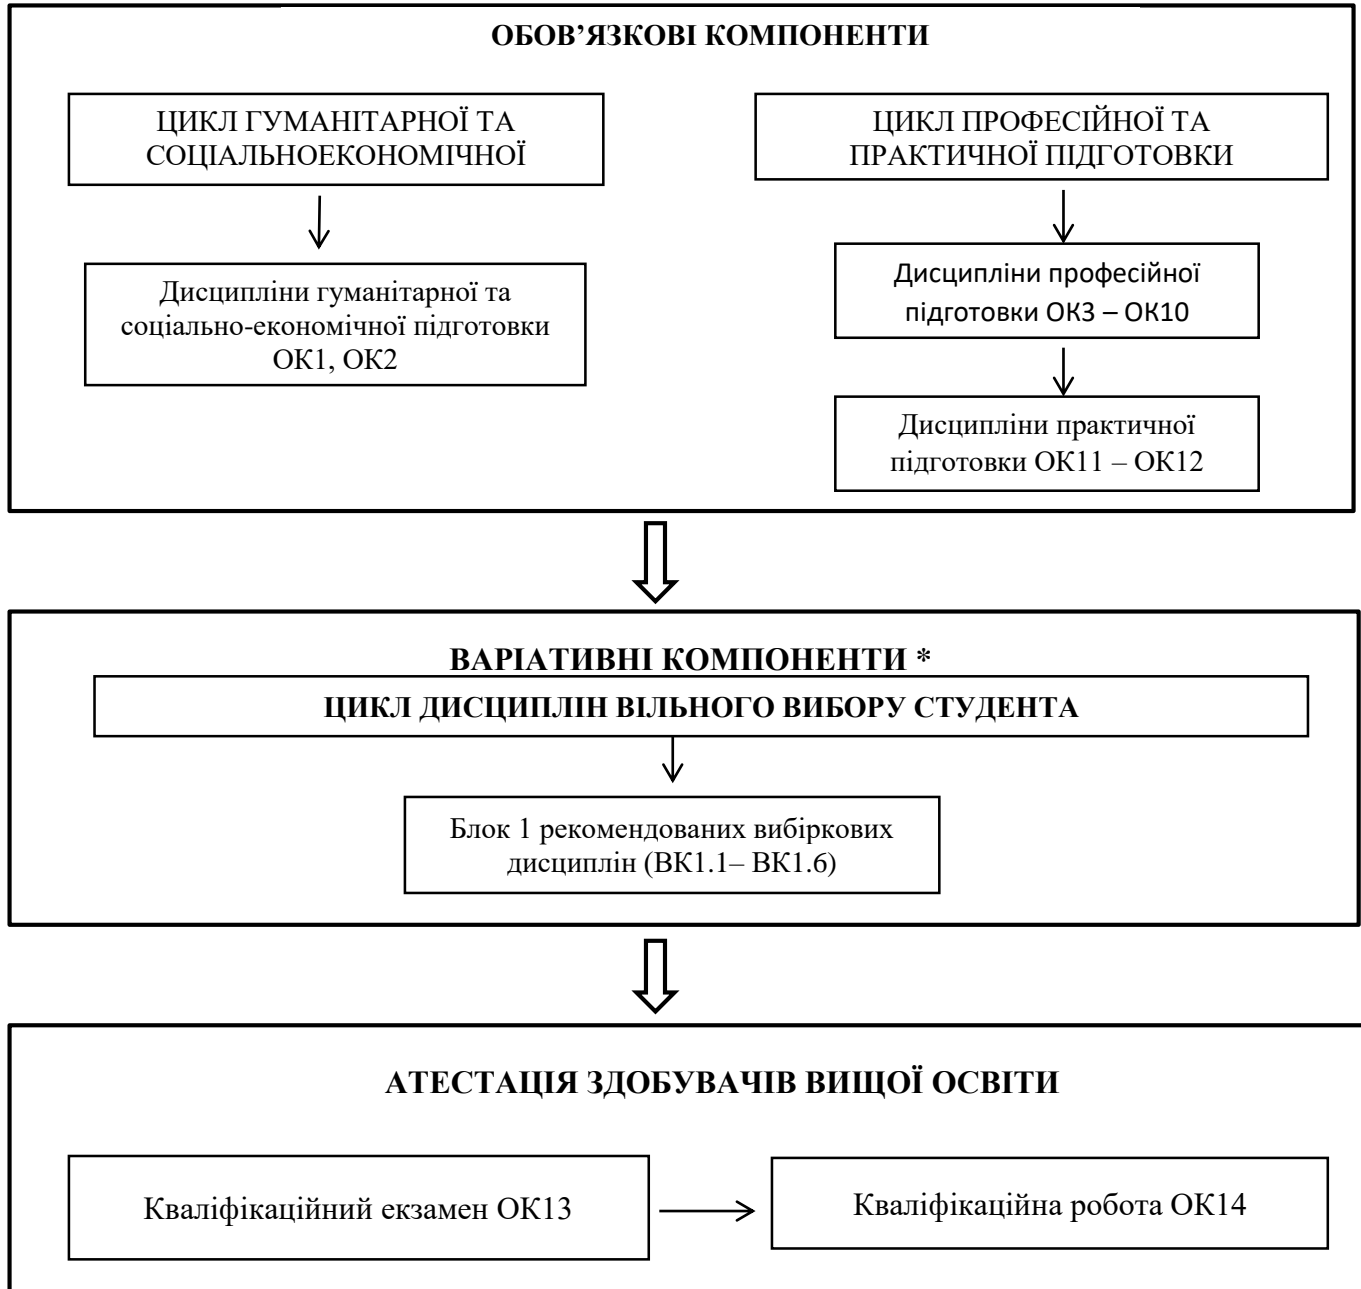 ОБОВ’ЯЗКОВІ КОМПОНЕНТИ
ЦИКЛ ГУМАНІТАРНОЇ ТА
СОЦІАЛЬНОЕКОНОМІЧНОЇ
Дисципліни гуманітарної та
соціально-економічної підготовки
ОК1, ОК2
ЦИКЛ ПРОФЕСІЙНОЇ ТА
ПРАКТИЧНОЇ ПІДГОТОВКИ
Дисципліни професійної
підготовки ОК3 – ОК10
Дисципліни практичної
підготовки ОК11 – ОК12
ВАРІАТИВНІ КОМПОНЕНТИ *
ЦИКЛ ДИСЦИПЛІН ВІЛЬНОГО ВИБОРУ СТУДЕНТА
Блок 1 рекомендованих вибіркових
дисциплін (ВК1.1– ВК1.6)
АТЕСТАЦІЯ ЗДОБУВАЧІВ ВИЩОЇ ОСВІТИ
Кваліфікаційний екзамен ОК13
Кваліфікаційна робота ОК14